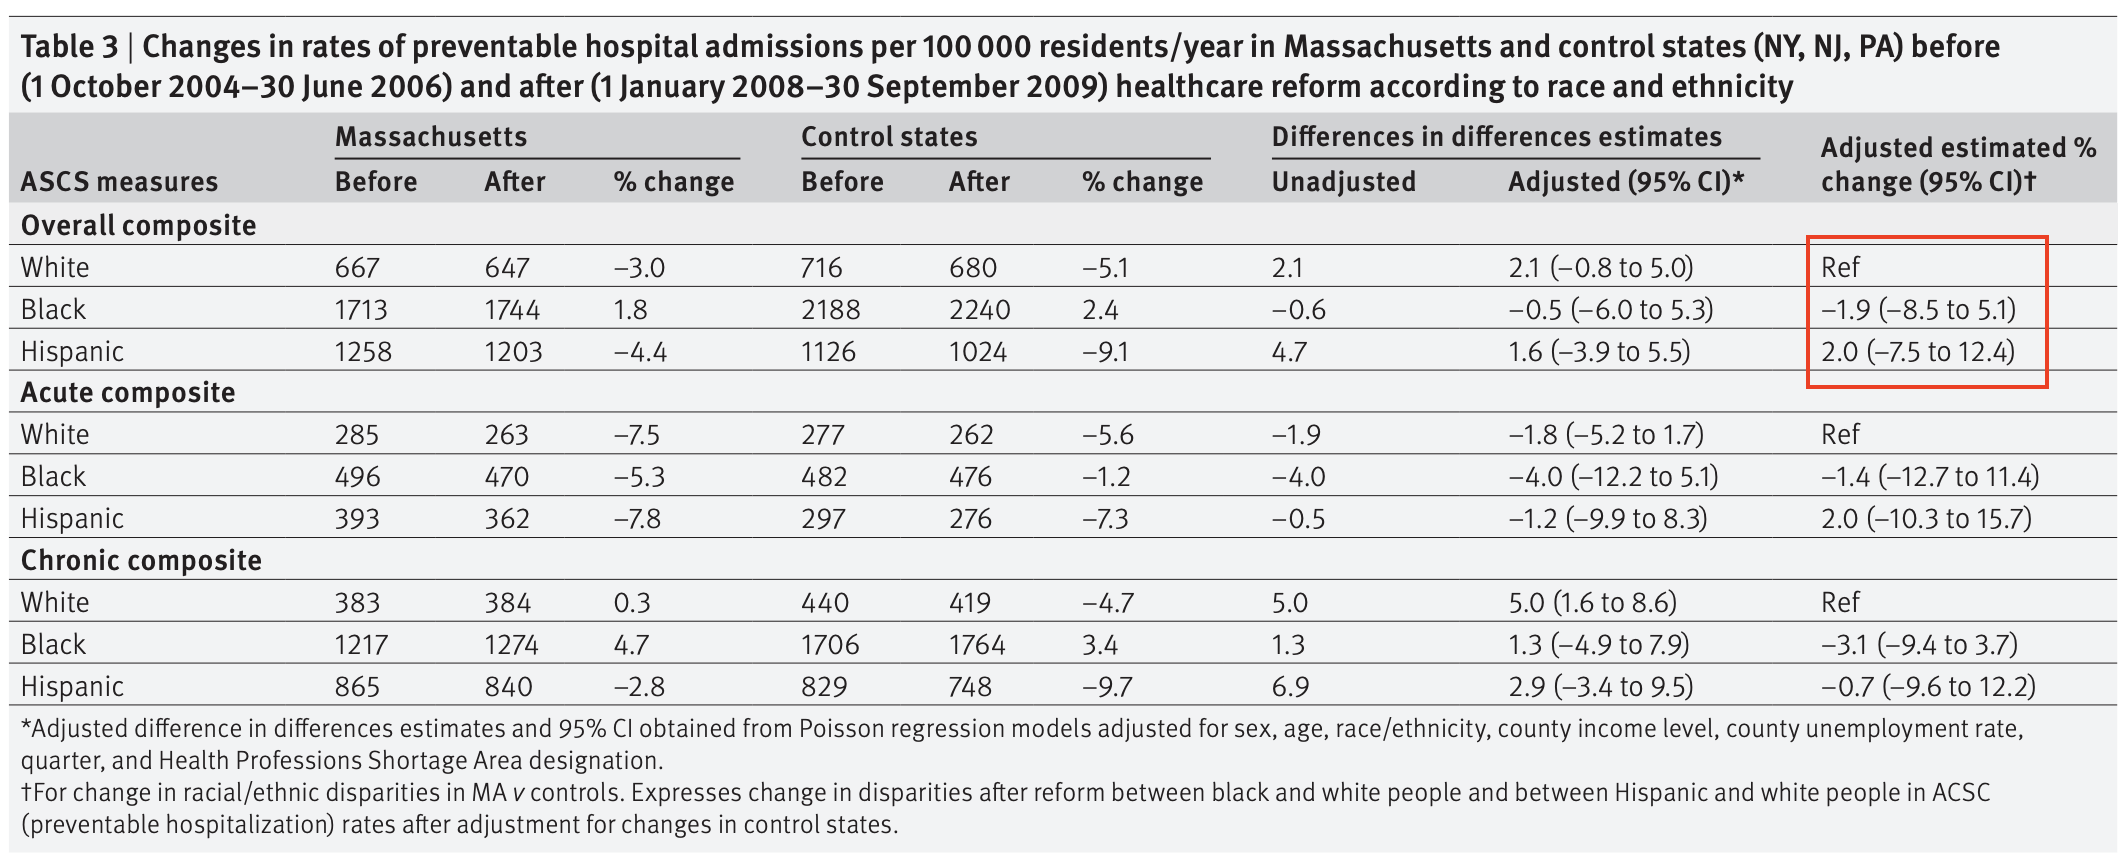 Table 3 | Changes in rates of preventable hospital admissions per 100 000 residents/year in Massachusetts and control states (NY, NJ, PA) before
(1 October 2004–30 June 2006) and after (1 January 2008–30 September 2009) healthcare reform according to race and ethnicity
Massachusetts Control states Differences in differences estimates Adjusted estimated %
ASCS measures Before After % change Before After % change Unadjusted Adjusted (95% CI)* change (95% CI)†
Overall composite
White 667 647 –3.0 716 680 –5.1 2.1 2.1 (–0.8 to 5.0) Ref
Black 1713 1744 1.8 2188 2240 2.4 –0.6 –0.5 (–6.0 to 5.3) –1.9 (–8.5 to 5.1)
Hispanic 1258 1203 –4.4 1126 1024 –9.1 4.7 1.6 (–3.9 to 5.5) 2.0 (–7.5 to 12.4)
Acute composite
White 285 263 –7.5 277 262 –5.6 –1.9 –1.8 (–5.2 to 1.7) Ref
Black 496 470 –5.3 482 476 –1.2 –4.0 –4.0 (–12.2 to 5.1) –1.4 (–12.7 to 11.4)
Hispanic 393 362 –7.8 297 276 –7.3 –0.5 –1.2 (–9.9 to 8.3) 2.0 (–10.3 to 15.7)
Chronic composite
White 383 384 0.3 440 419 –4.7 5.0 5.0 (1.6 to 8.6) Ref
Black 1217 1274 4.7 1706 1764 3.4 1.3 1.3 (–4.9 to 7.9) –3.1 (–9.4 to 3.7)
Hispanic 865 840 –2.8 829 748 –9.7 6.9 2.9 (–3.4 to 9.5) –0.7 (–9.6 to 12.2)
*Adjusted difference in differences estimates and 95% CI obtained from Poisson regression models adjusted for sex, age, race/ethnicity, county income level, county unemployment rate,
quarter, and Health Professions Shortage Area designation.
†For change in racial/ethnic disparities in MA v controls. Expresses change in disparities after reform between black and white people and between Hispanic and white people in ACSC
(preventable hospitalization) rates after adjustment for changes in control states.